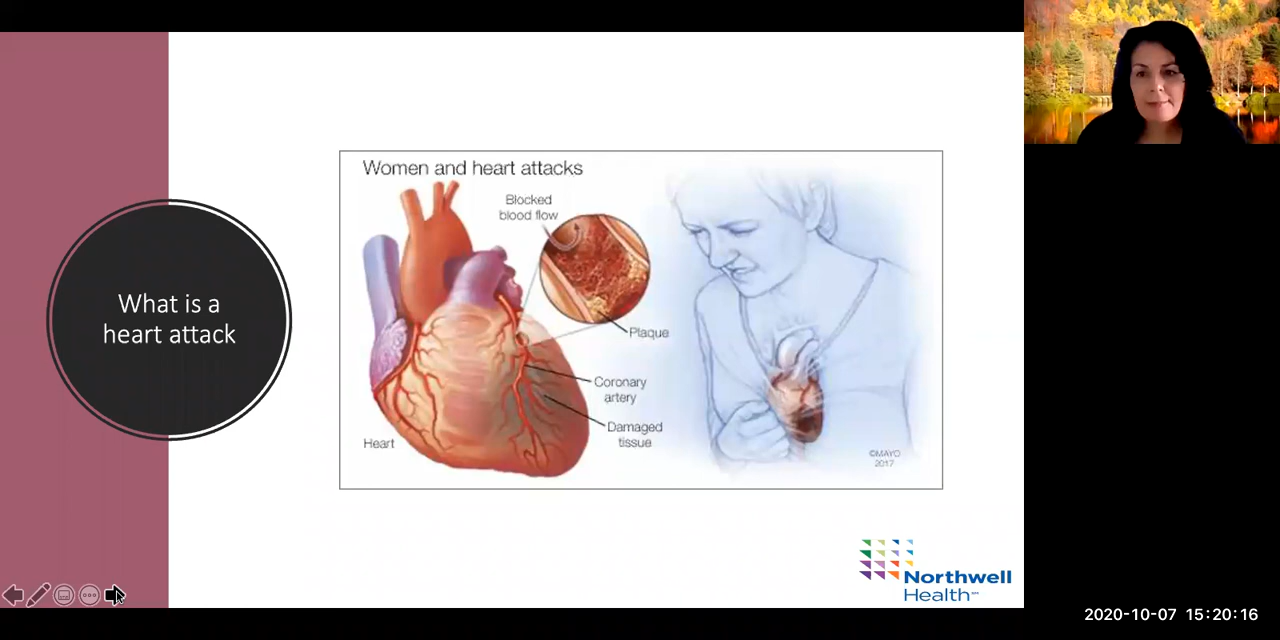 What is a
heart attack
Women and heart attacks
Blocked
blood flow
Plaque
Coronary
artery
Damaged
tissue
Heart
©MAYO
2017
Northwell
Health℠
2020-10-07 15:20:16